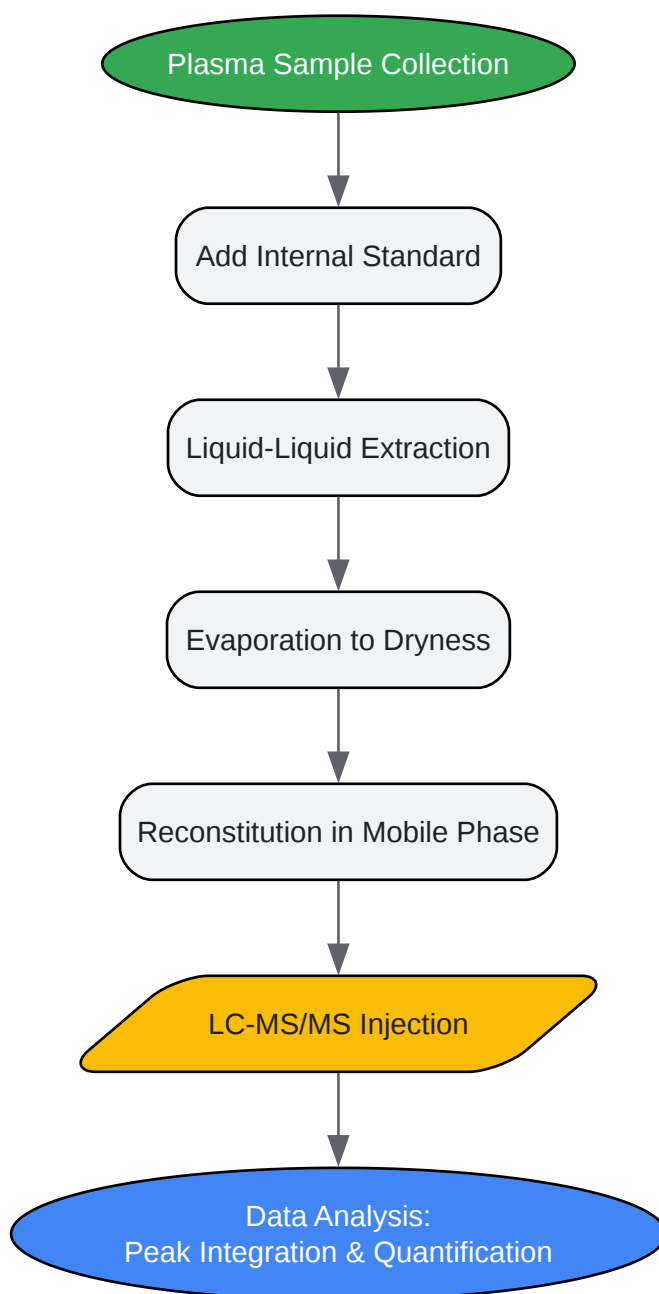 Plasma Sample Collection
Add Internal Standard
Liquid-Liquid Extraction
Evaporation to Dryness
Reconstitution in Mobile Phase
LC-MS/MS Injection
Data Analysis:
Peak Integration & Quantification